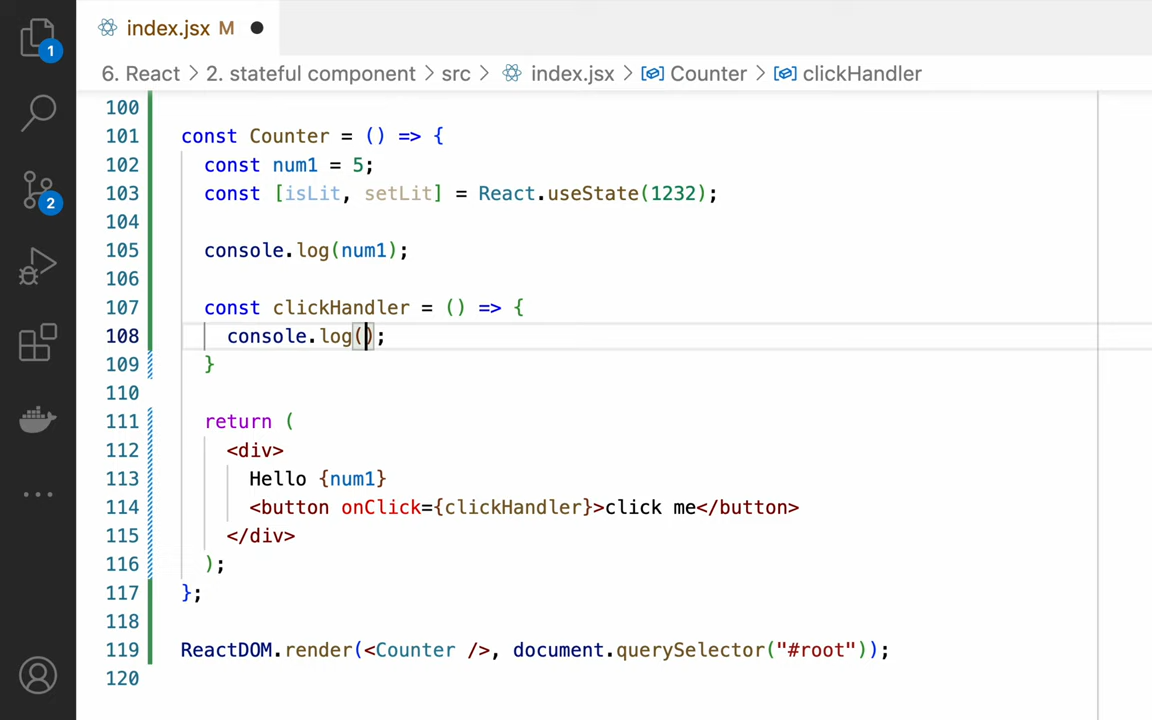 index.jsx M
1
6. React > 2. stateful component > src > index.jsx > Counter > clickHandler
100
101 const Counter = () => {
102 const num1 = 5;
103 const [isLit, setLit] = React.useState(1232);
2
104
105 console.log(num1);
106
107 const clickHandler = () => {
108 console.log();
109 }
110
111 return (
112 <div>
113 Hello {num1}
114 <button onClick={clickHandler}>click me</button>
115 </div>
116 );
117 };
118
119 ReactDOM.render(<Counter />, document.querySelector("#root"));
120